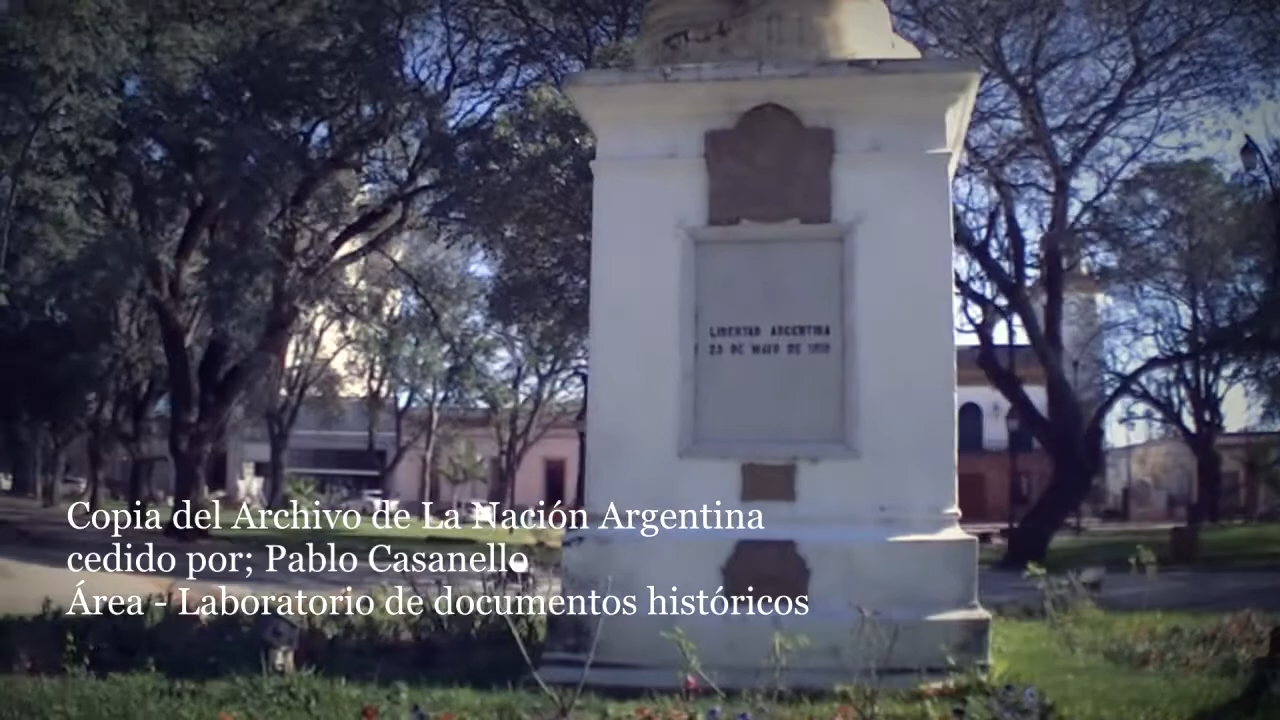 LIBERTAD ARGENTINA
25 DE MAYO DE 1810
Copia del Archivo de La Nación Argentina
cedido por; Pablo Casanello
Área - Laboratorio de documentos históricos